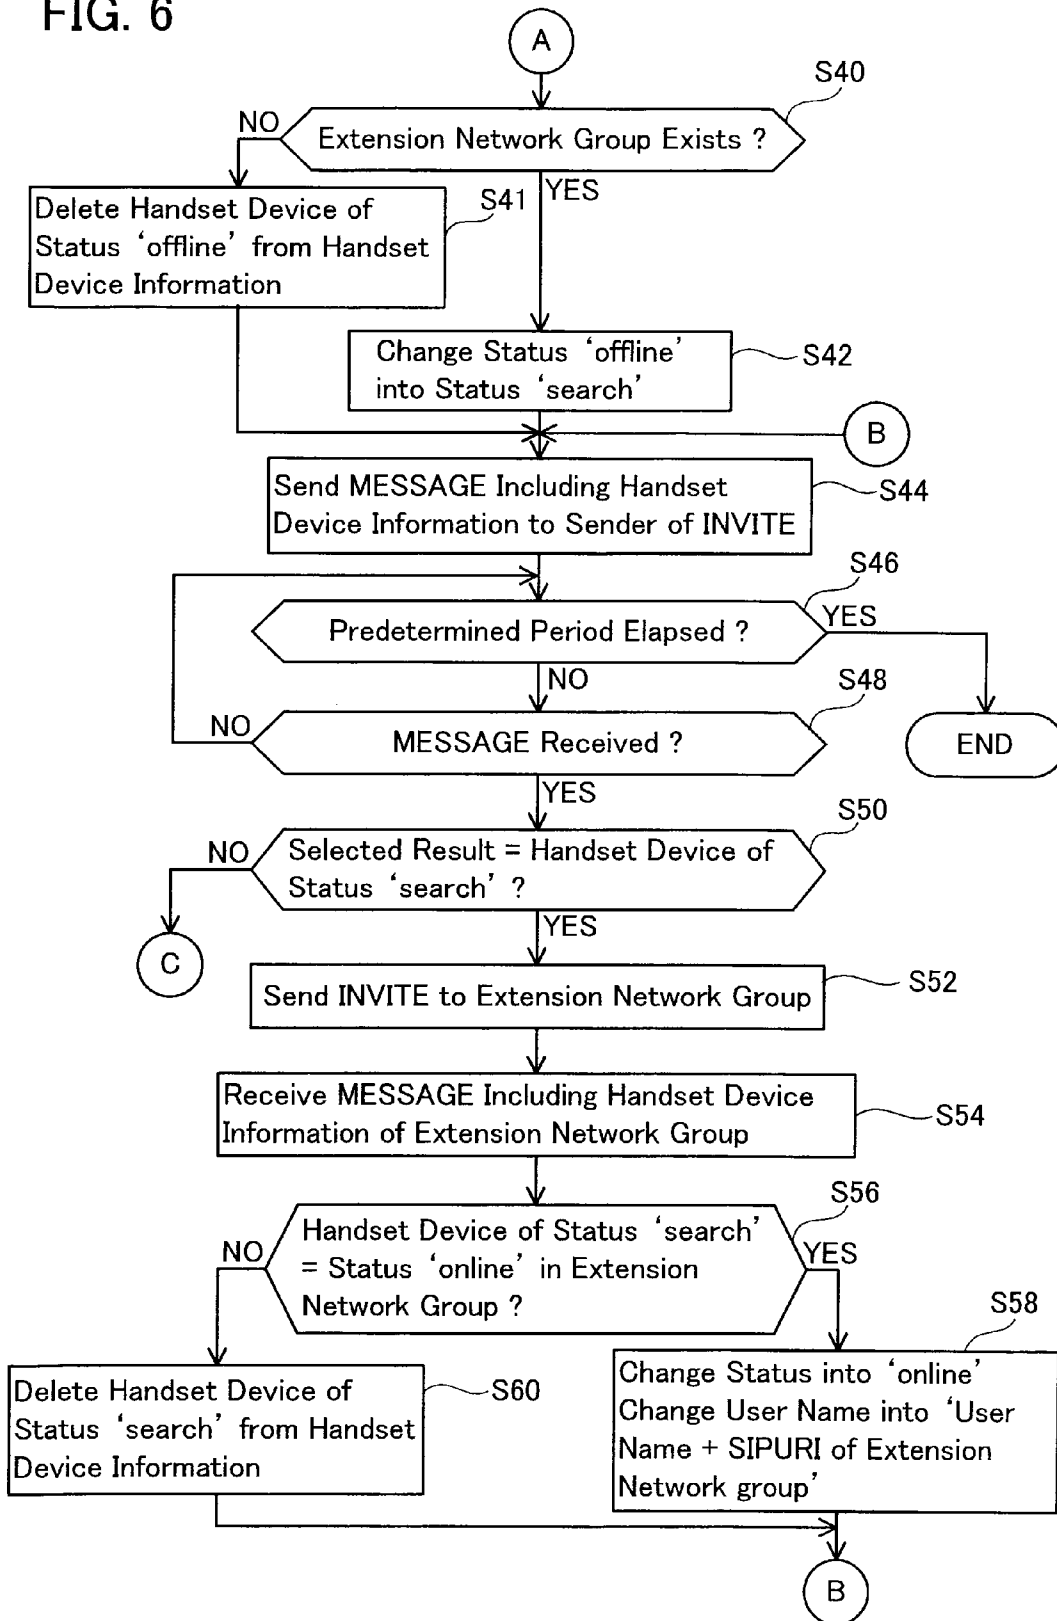 FIG. 6
A
S40
NO
Extension Network Group Exists ?
YES
Delete Handset Device of
Status ‘offline’ from Handset
Device Information
S41
Change Status ‘offline’
into Status ‘search’
S42
B
Send MESSAGE Including Handset
Device Information to Sender of INVITE
S44
S46
Predetermined Period Elapsed ?
YES
NO
S48
NO
MESSAGE Received ?
END
YES
S50
NO
Selected Result = Handset Device of
Status ‘search’ ?
YES
C
Send INVITE to Extension Network Group
S52
Receive MESSAGE Including Handset Device
Information of Extension Network Group
S54
S56
Handset Device of Status ‘search’
= Status ‘online’ in Extension
Network Group ?
NO
YES
S58
Delete Handset Device of
Status ‘search’ from Handset
Device Information
S60
Change Status into ‘online’
Change User Name into ‘User
Name + SIPURI of Extension
Network group’
B